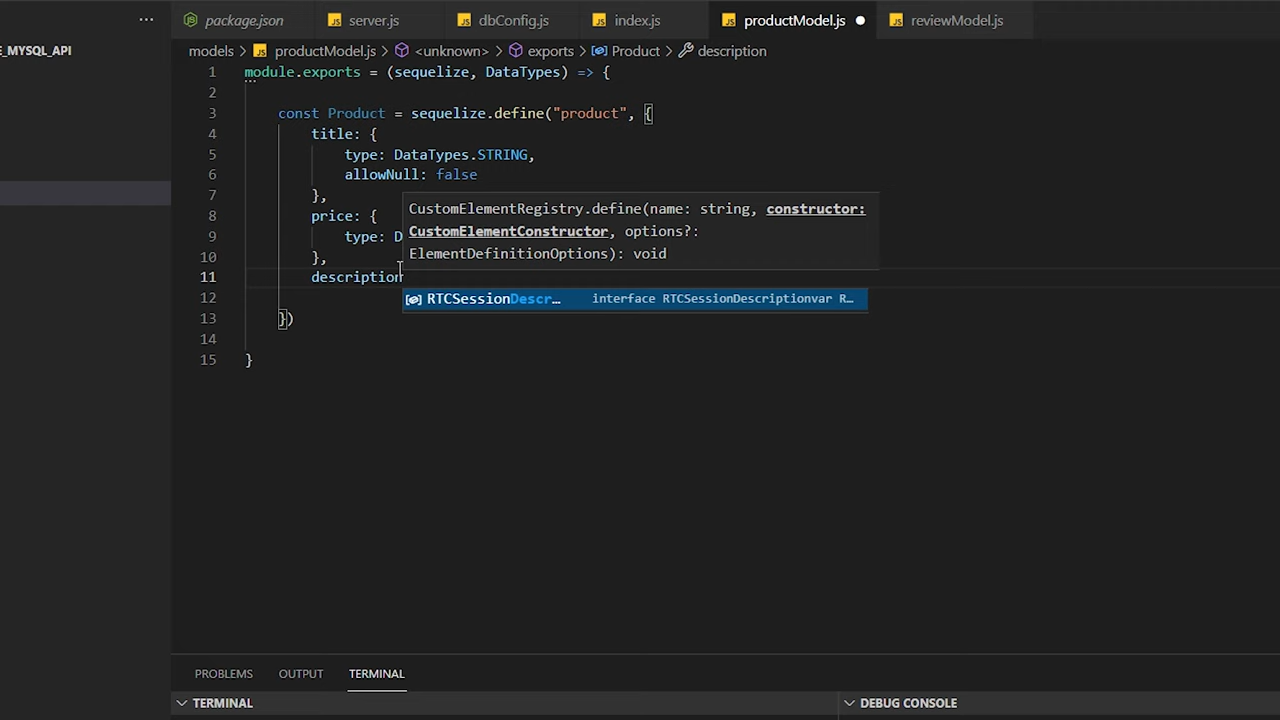 package.json
server.js
dbConfig.js
index.js
productModel.js
reviewModel.js
E_MYSQL_API
models > productModel.js > <unknown> > exports > Product > description
1 module.exports = (sequelize, DataTypes) => {
2
3 const Product = sequelize.define("product", {
4 title: {
5 type: DataTypes.STRING,
6 allowNull: false
7 },
8 price: {
9 type: D
10 },
11 description
12
13 })
14
15 }
CustomElementRegistry.define(name: string, constructor:
CustomElementConstructor, options?:
ElementDefinitionOptions): void
RTCSessionDescr… interface RTCSessionDescriptionvar R…
PROBLEMS OUTPUT TERMINAL
TERMINAL
DEBUG CONSOLE